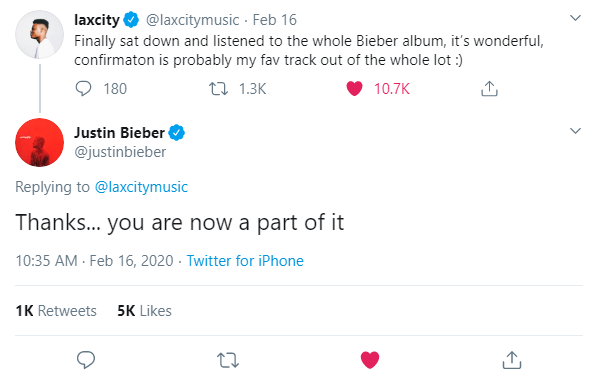 laxcity @laxcitymusic · Feb 16
Finally sat down and listened to the whole Bieber album, it's wonderful,
confirmaton is probably my fav track out of the whole lot :)
180 1.3K 10.7K
Justin Bieber
@justinbieber
Replying to @laxcitymusic
Thanks... you are now a part of it
10:35 AM · Feb 16, 2020 · Twitter for iPhone
1K Retweets 5K Likes